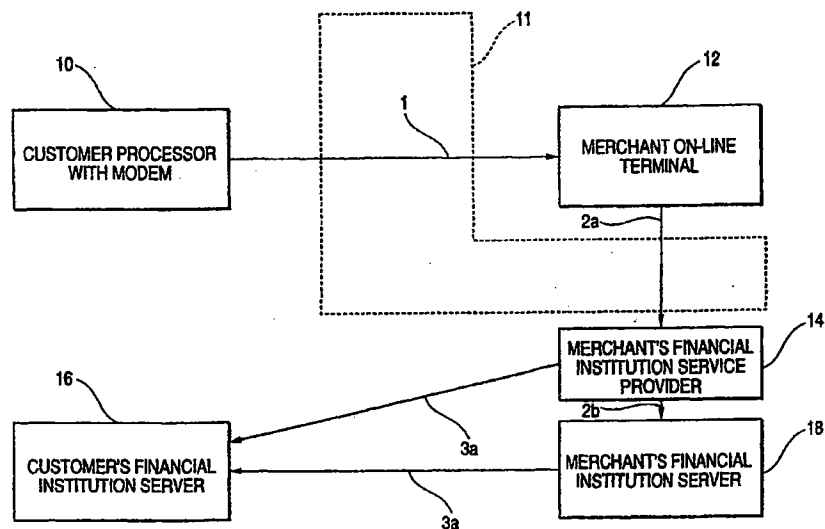 11
10
12
1
CUSTOMER PROCESSOR
WITH MODEM
MERCHANT ON-LINE
TERMINAL
2a
14
MERCHANT'S FINANCIAL
INSTITUTION SERVICE
PROVIDER
16
2b
18
3a
CUSTOMER'S FINANCIAL
INSTITUTION SERVER
MERCHANT'S FINANCIAL
INSTITUTION SERVER
3a